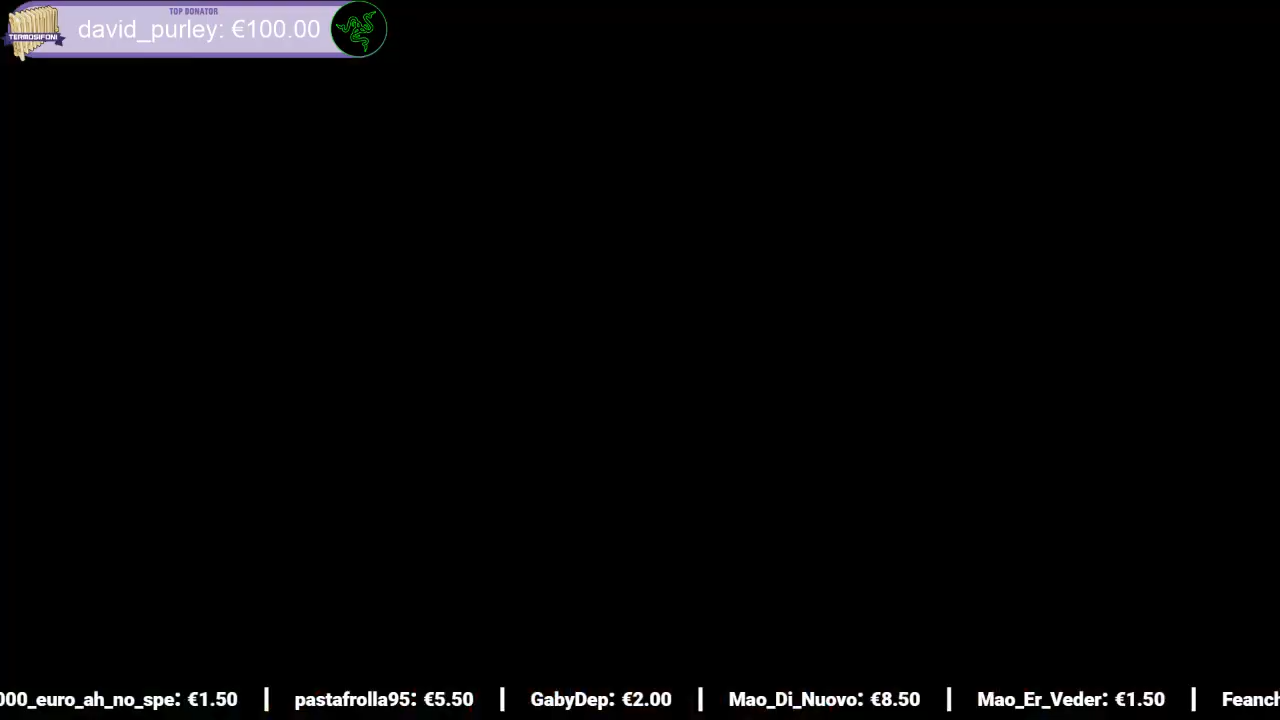 TOP DONATOR
TERMOSIFONI
david_purley: €100.00
000_euro_ah_no_spe: €1.50 | pastafrolla95: €5.50 | GabyDep: €2.00 | Mao_Di_Nuovo: €8.50 | Mao_Er_Veder: €1.50 |